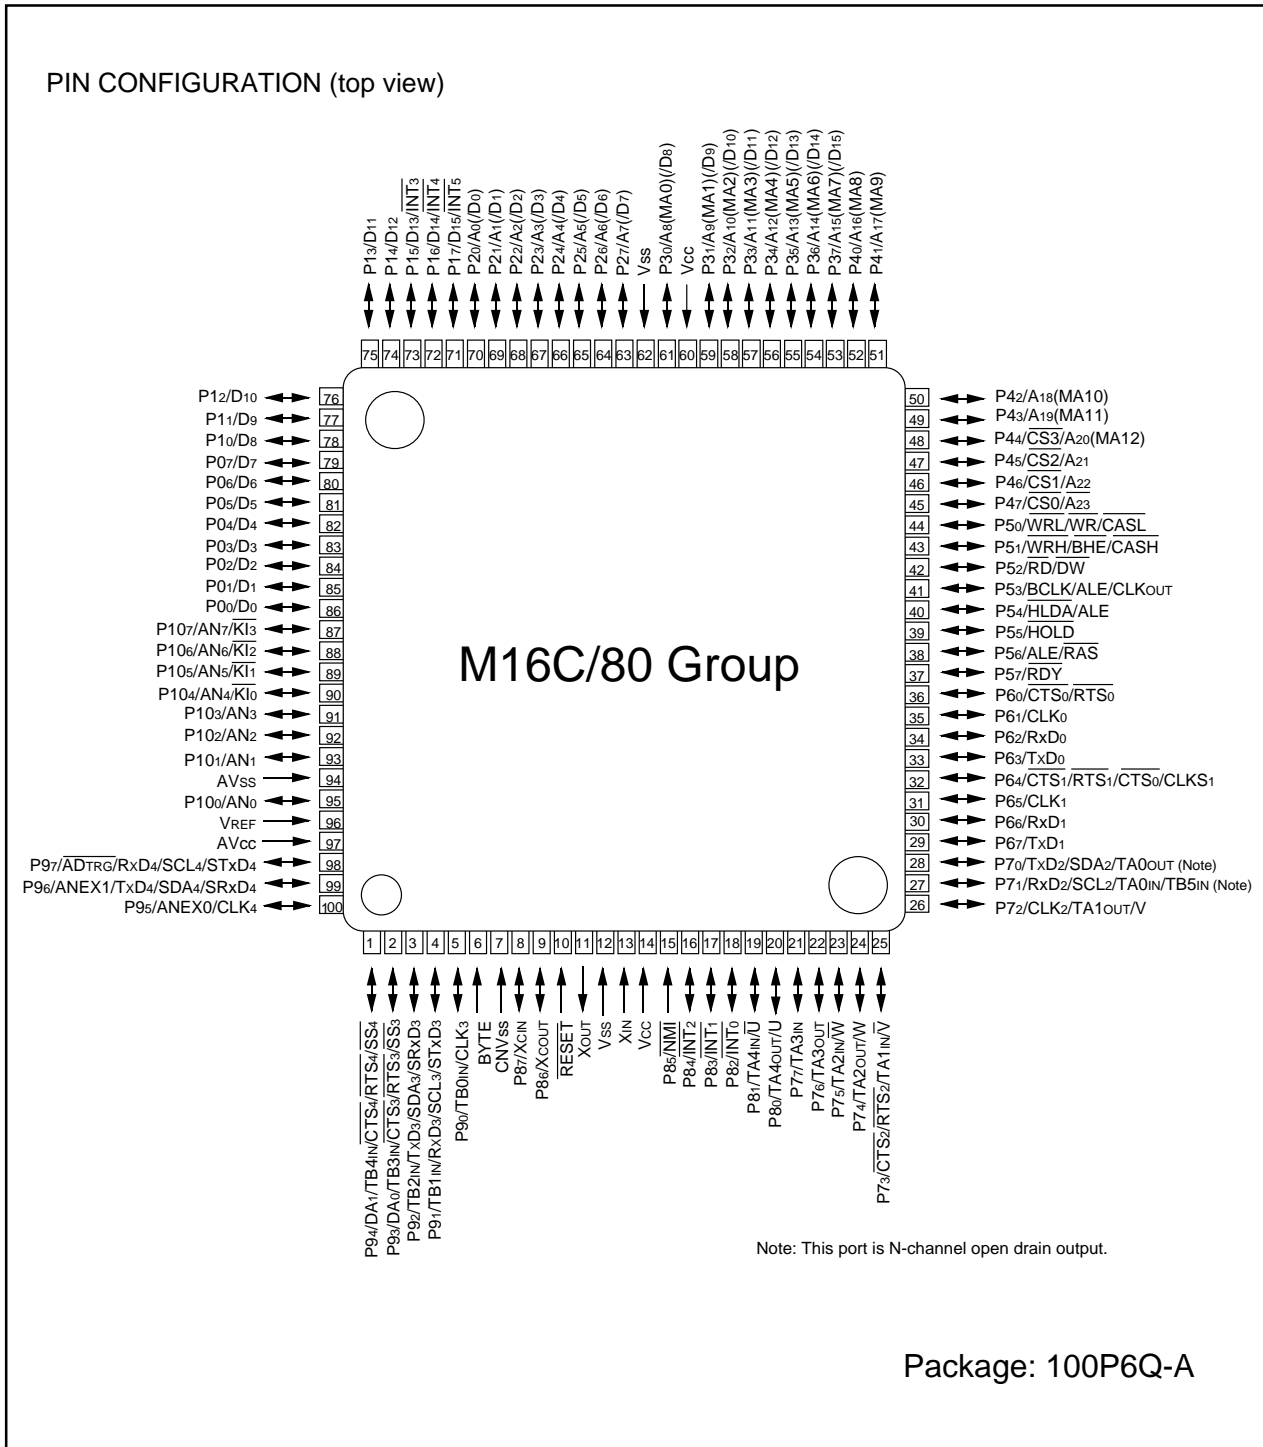 PIN CONFIGURATION (top view)
P13/D11
P14/D12
P15/D13/INT3
P16/D14/INT4
P17/D15/INT5
P20/A0(/D0)
P21/A1(/D1)
P22/A2(/D2)
P23/A3(/D3)
P24/A4(/D4)
P25/A5(/D5)
P26/A6(/D6)
P27/A7(/D7)
Vss
P30/A8(MA0)(/D8)
Vcc
P31/A9(MA1)(/D9)
P32/A10(MA2)(/D10)
P33/A11(MA3)(/D11)
P34/A12(MA4)(/D12)
P35/A13(MA5)(/D13)
P36/A14(MA6)(/D14)
P37/A15(MA7)(/D15)
P40/A16(MA8)
P41/A17(MA9)
75 74 73 72 71 70 69 68 67 66 65 64 63 62 61 60 59 58 57 56 55 54 53 52 51
P12/D10 76
P11/D9 77
P10/D8 78
P07/D7 79
P06/D6 80
P05/D5 81
P04/D4 82
P03/D3 83
P02/D2 84
P01/D1 85
P00/D0 86
P107/AN7/KI3 87
P106/AN6/KI2 88
P105/AN5/KI1 89
P104/AN4/KI0 90
P103/AN3 91
P102/AN2 92
P101/AN1 93
AVSS 94
P100/AN0 95
VREF 96
AVcc 97
P97/ADTRG/RxD4/SCL4/STxD4 98
P96/ANEX1/TxD4/SDA4/SRxD4 99
P95/ANEX0/CLK4 100
M16C/80 Group
50 P42/A18(MA10)
49 P43/A19(MA11)
48 P44/CS3/A20(MA12)
47 P45/CS2/A21
46 P46/CS1/A22
45 P47/CS0/A23
44 P50/WRL/WR/CASL
43 P51/WRH/BHE/CASH
42 P52/RD/DW
41 P53/BCLK/ALE/CLKOUT
40 P54/HLDA/ALE
39 P55/HOLD
38 P56/ALE/RAS
37 P57/RDY
36 P60/CTS0/RTS0
35 P61/CLK0
34 P62/RxD0
33 P63/TxD0
32 P64/CTS1/RTS1/CTS0/CLKS1
31 P65/CLK1
30 P66/RxD1
29 P67/TxD1
28 P70/TxD2/SDA2/TA0OUT (Note)
27 P71/RxD2/SCL2/TA0IN/TB5IN (Note)
26 P72/CLK2/TA1OUT/V
1 2 3 4 5 6 7 8 9 10 11 12 13 14 15 16 17 18 19 20 21 22 23 24 25
P94/DA1/TB4IN/CTS4/RTS4/SS4
P93/DA0/TB3IN/CTS3/RTS3/SS3
P92/TB2IN/TxD3/SDA3/SRxD3
P91/TB1IN/RxD3/SCL3/STxD3
P90/TB0IN/CLK3
BYTE
CNVss
P87/XCIN
P86/XCOUT
RESET
XOUT
VSS
XIN
VCC
P85/NMI
P84/INT2
P83/INT1
P82/INT0
P81/TA4IN/U
P80/TA4OUT/U
P77/TA3IN
P76/TA3OUT
P75/TA2IN/W
P74/TA2OUT/W
P73/CTS2/RTS2/TA1IN/V
Note: This port is N-channel open drain output.
Package: 100P6Q-A